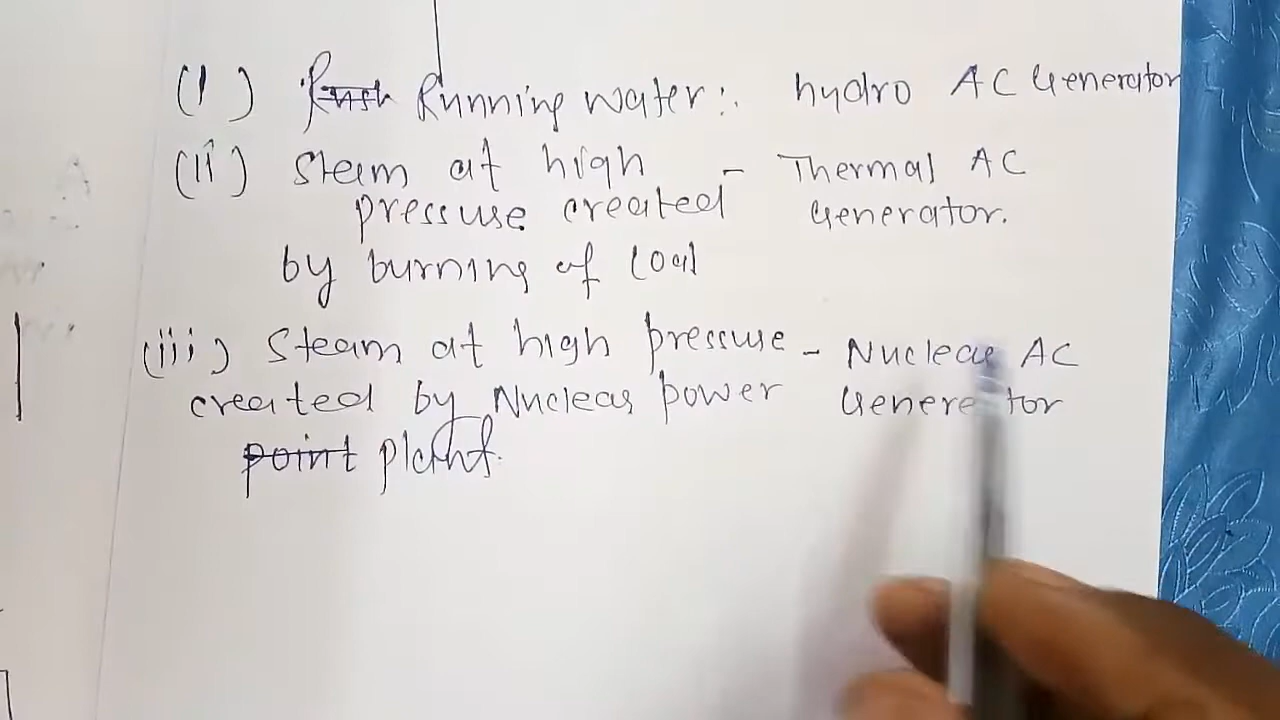 (i) Running water :. hydro AC Generator
(ii) Steam at high - Thermal AC
pressure created Generator.
by burning of Coal
(iii) Steam at high pressure - Nuclear AC
created by Nuclear power Generator
point plant.